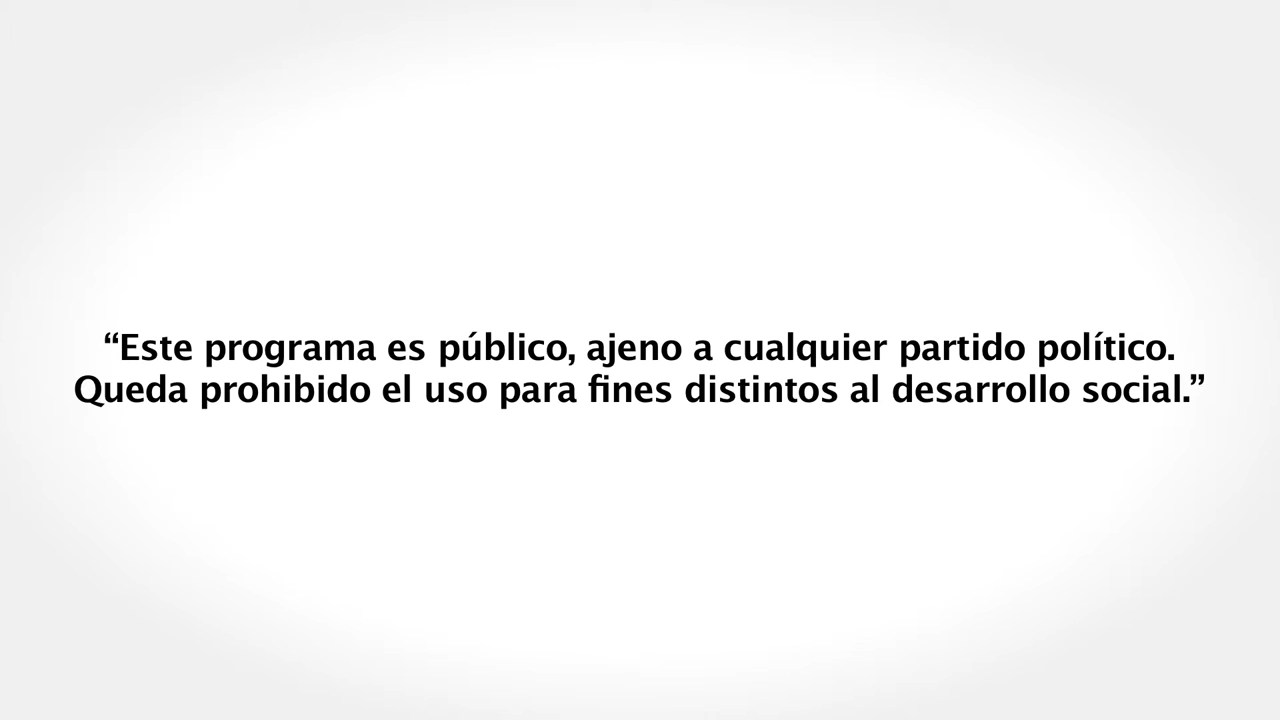 “Este programa es público, ajeno a cualquier partido político.
Queda prohibido el uso para fines distintos al desarrollo social.”